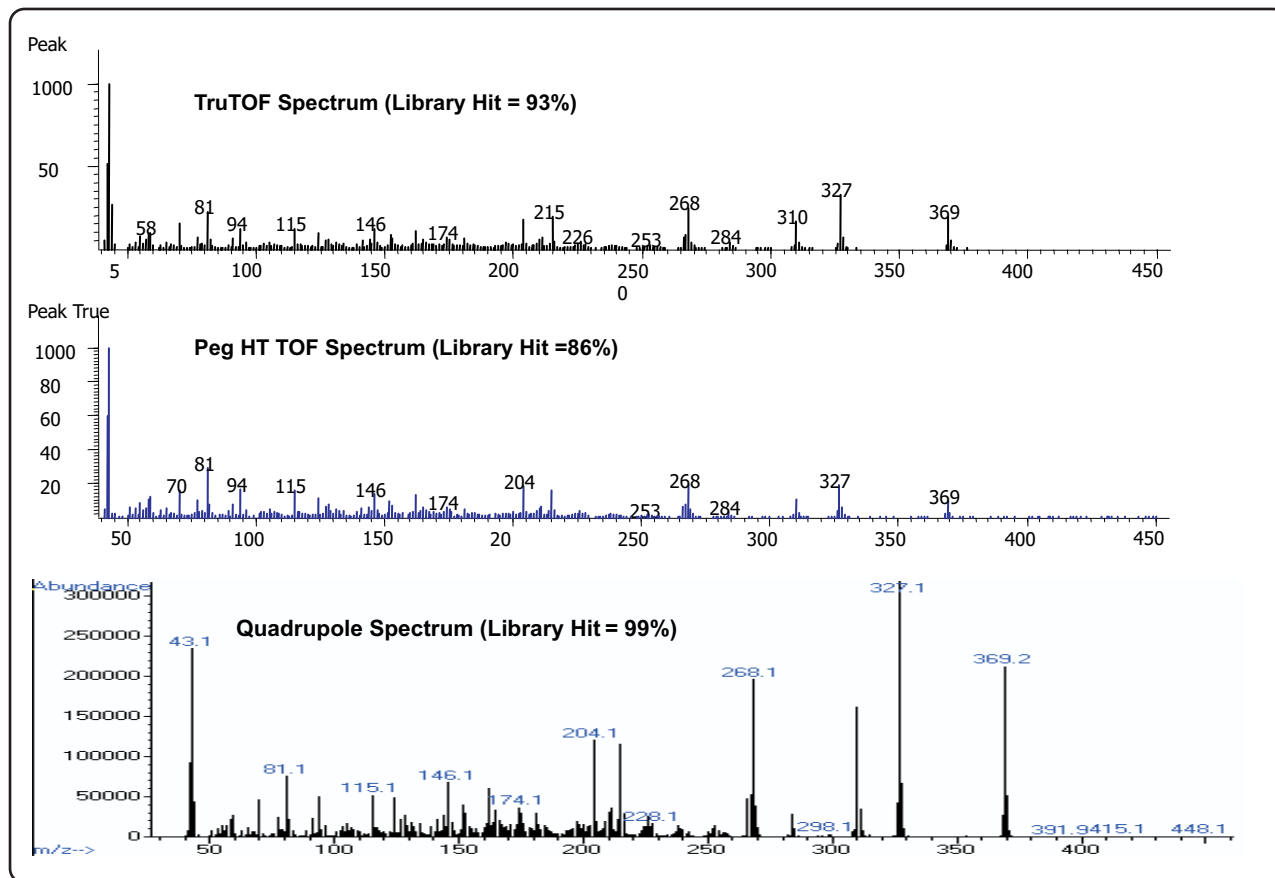 Peak
1000
TruTOF Spectrum (Library Hit = 93%)
50
58 81 94 115 146 174 215 226 253 268 284 310 327 369
5 100 150 200 250 300 350 400 450
0
Peak True
1000
Peg HT TOF Spectrum (Library Hit =86%)
80
60
40
20
70 81 94 115 146 174 204 253 268 284 327 369
50 100 150 20 250 300 350 400 450
Abundance
300000
Quadrupole Spectrum (Library Hit = 99%)
250000
200000
150000
100000
50000
0
43.1 81.1 115.1 146.1 174.1 204.1 228.1 268.1 298.1 327.1 369.2 391.9 415.1 448.1
m/z--> 50 100 150 200 250 300 350 400